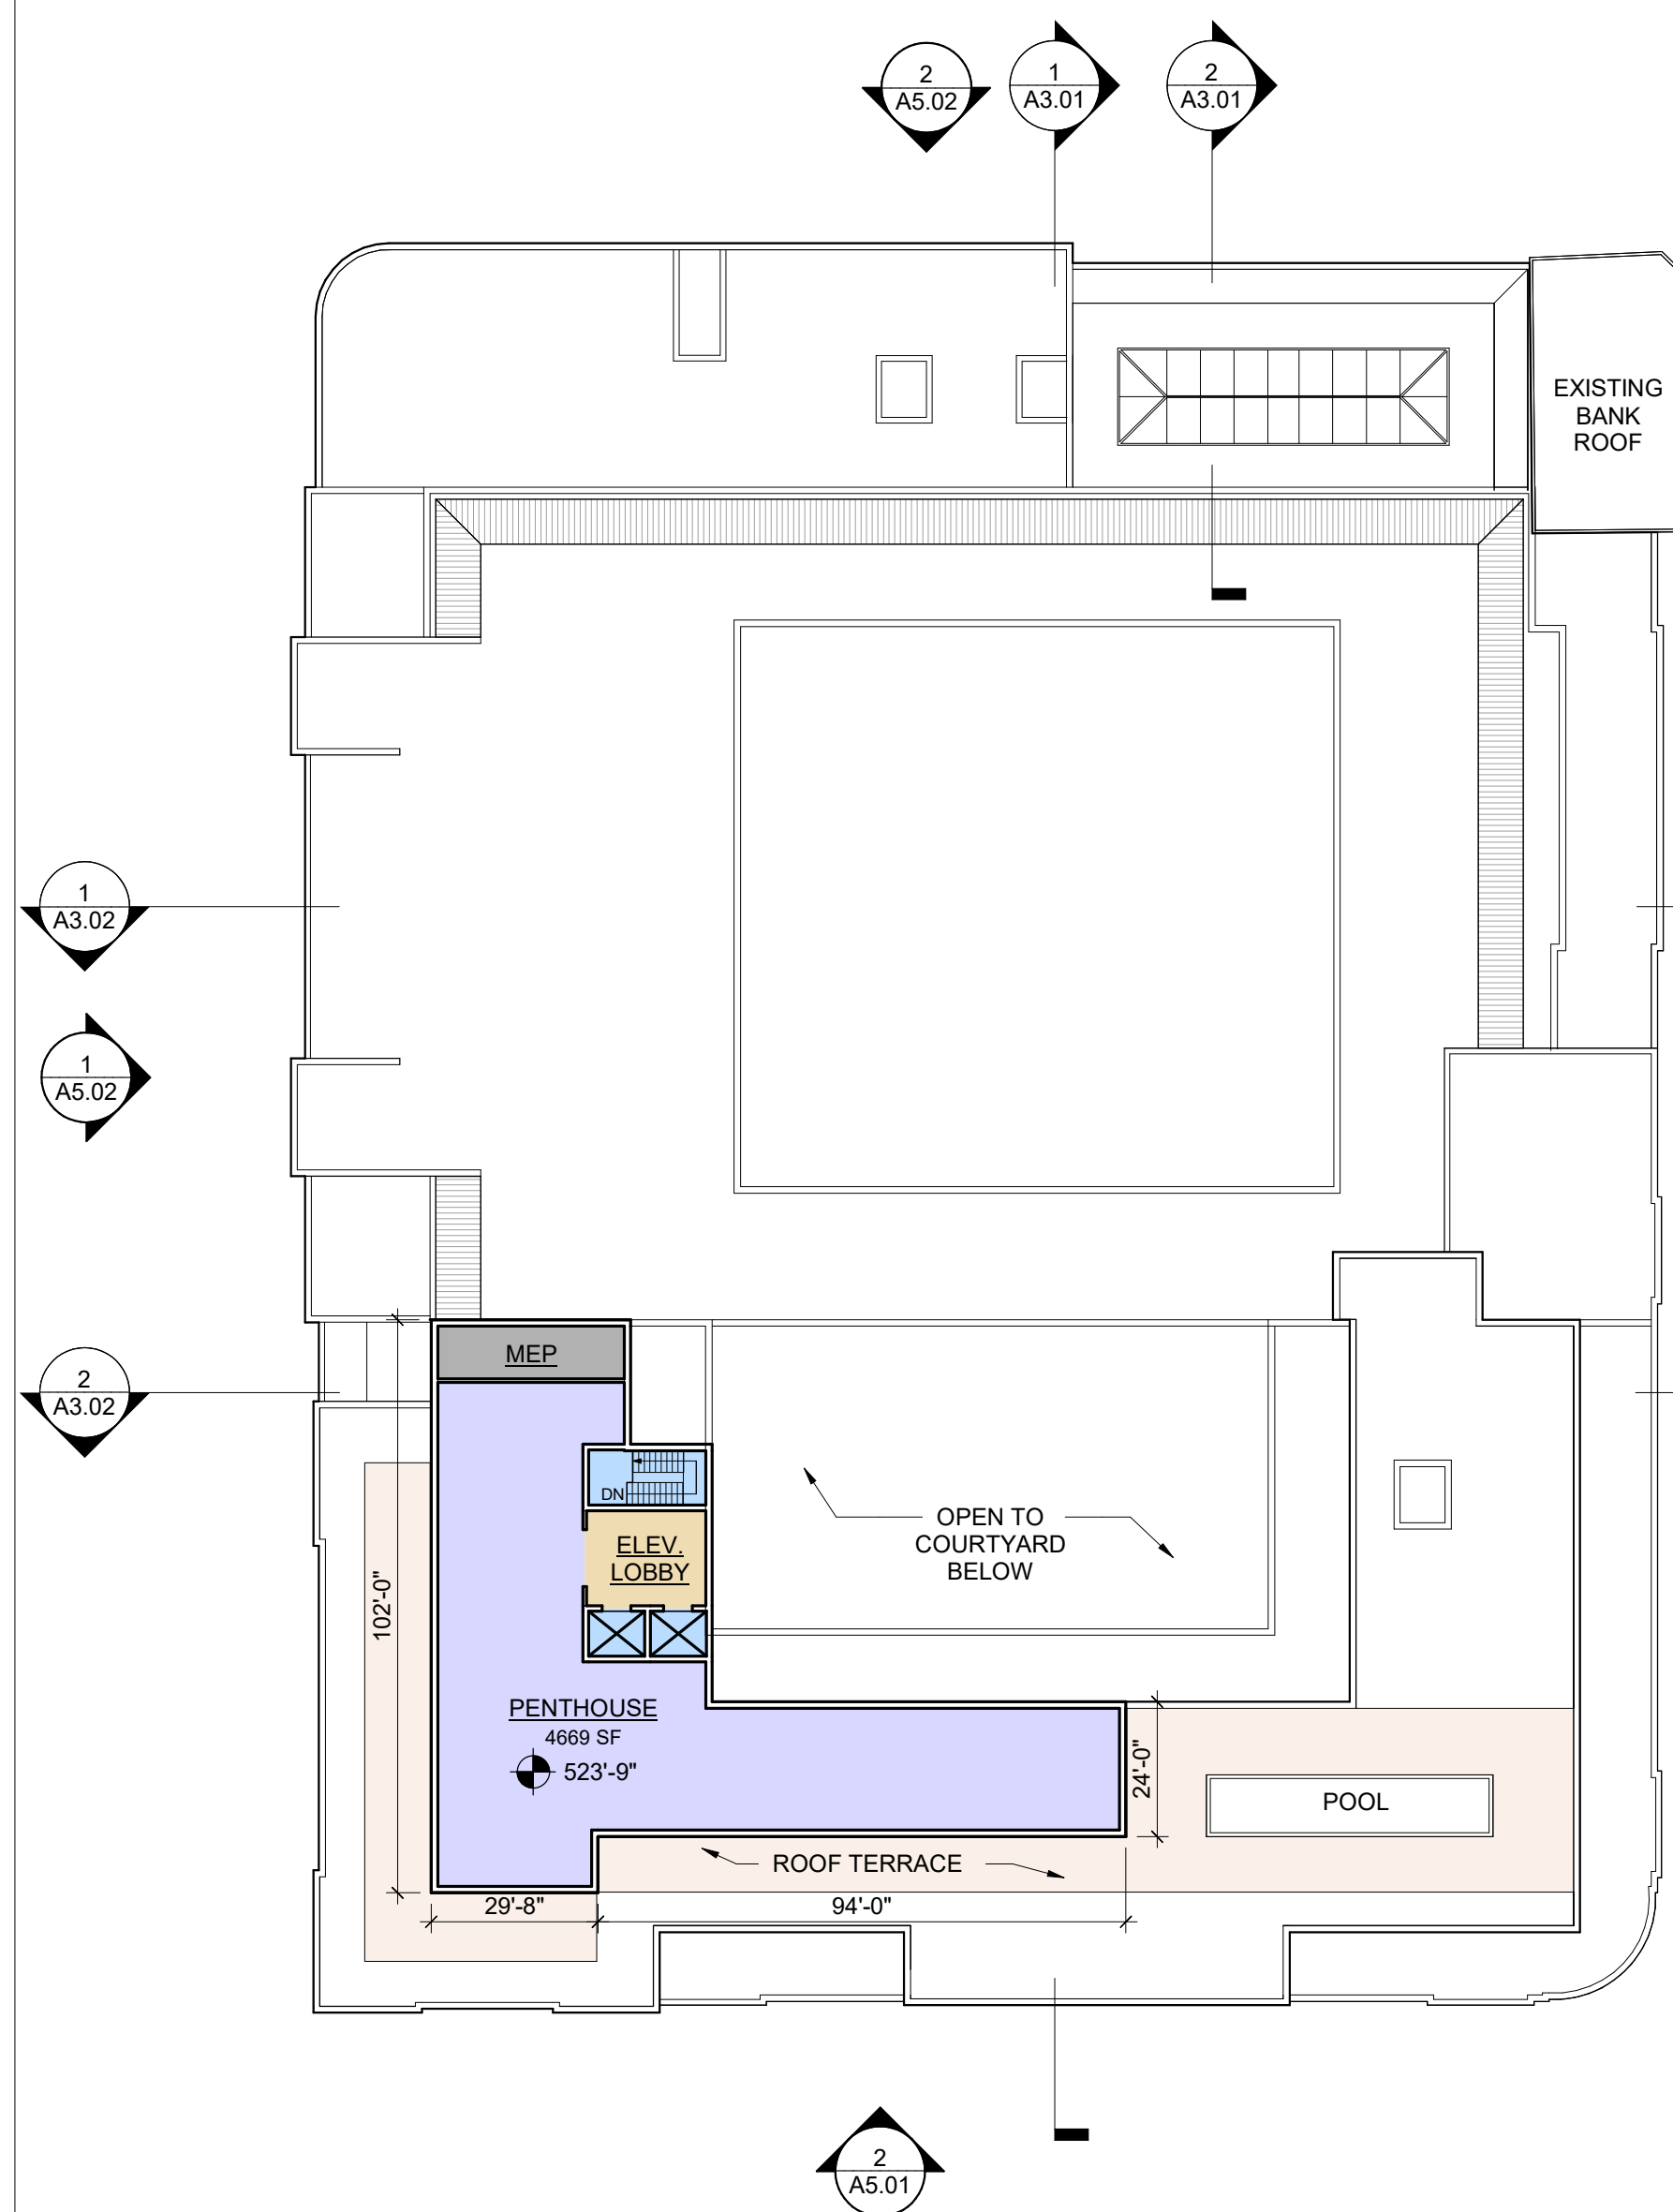 2
A5.02
1
A3.01
2
A3.01
EXISTING
BANK
ROOF
1
A3.02
1
A5.02
2
A3.02
MEP
DN
ELEV.
LOBBY
OPEN TO
COURTYARD
BELOW
102'-0"
PENTHOUSE
4669 SF
523'-9"
24'-0"
POOL
ROOF TERRACE
29'-8"
94'-0"
2
A5.01